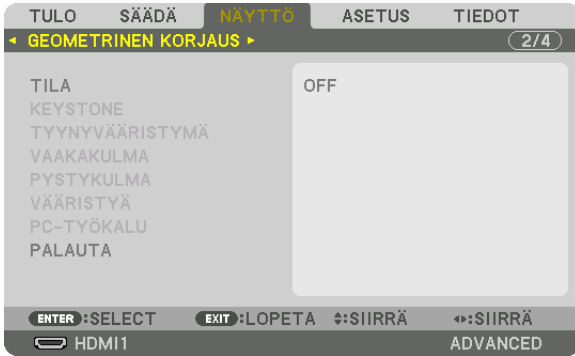 TULO SÄÄDÄ NÄYTTÖ ASETUS TIEDOT
GEOMETRINEN KORJAUS 2/4
TILA OFF
KEYSTONE
TYYNYVÄÄRISTYMÄ
VAAKAKULMA
PYSTYKULMA
VÄÄRISTYÄ
PC-TYÖKALU
PALAUTA
ENTER :SELECT EXIT :LOPETA :SIIRRÄ :SIIRRÄ
HDMI1 ADVANCED